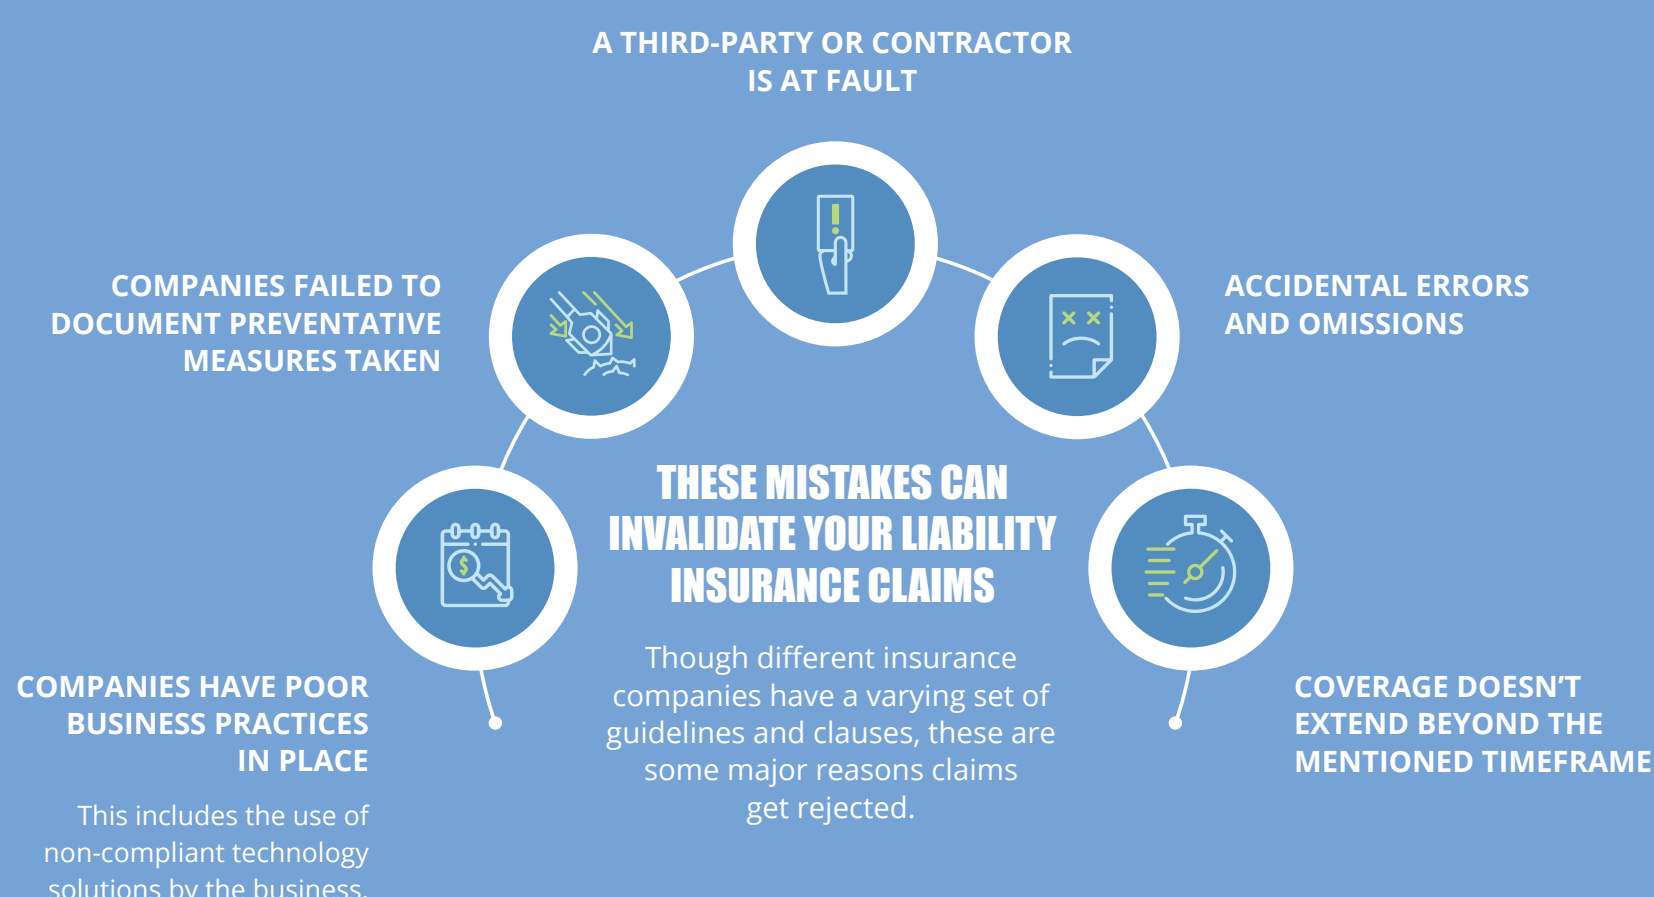 A THIRD-PARTY OR CONTRACTOR
IS AT FAULT
COMPANIES FAILED TO
DOCUMENT PREVENTATIVE
MEASURES TAKEN
ACCIDENTAL ERRORS
AND OMISSIONS
THESE MISTAKES CAN
INVALIDATE YOUR LIABILITY
INSURANCE CLAIMS
Though different insurance
companies have a varying set of
guidelines and clauses, these are
some major reasons claims
get rejected.
COMPANIES HAVE POOR
BUSINESS PRACTICES
IN PLACE
This includes the use of
non-compliant technology
solutions by the business.
COVERAGE DOESN’T
EXTEND BEYOND THE
MENTIONED TIMEFRAME